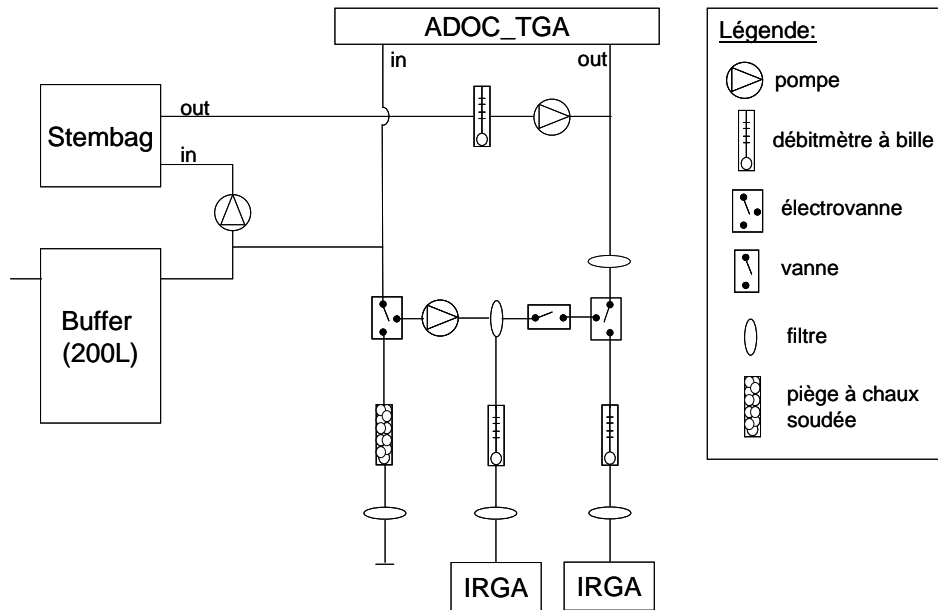 ADOC_TGA
in
out
Stembag
out
in
Buffer
(200L)
IRGA
IRGA
Légende:
pompe
débitmètre à bille
électrovanne
vanne
filtre
piège à chaux
soudée